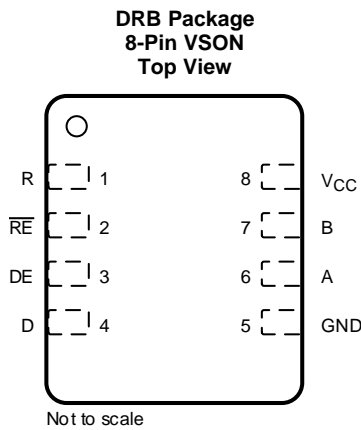 DRB Package
8-Pin VSON
Top View
R 1 8 VCC
RE 2 7 B
DE 3 6 A
D 4 5 GND
Not to scale